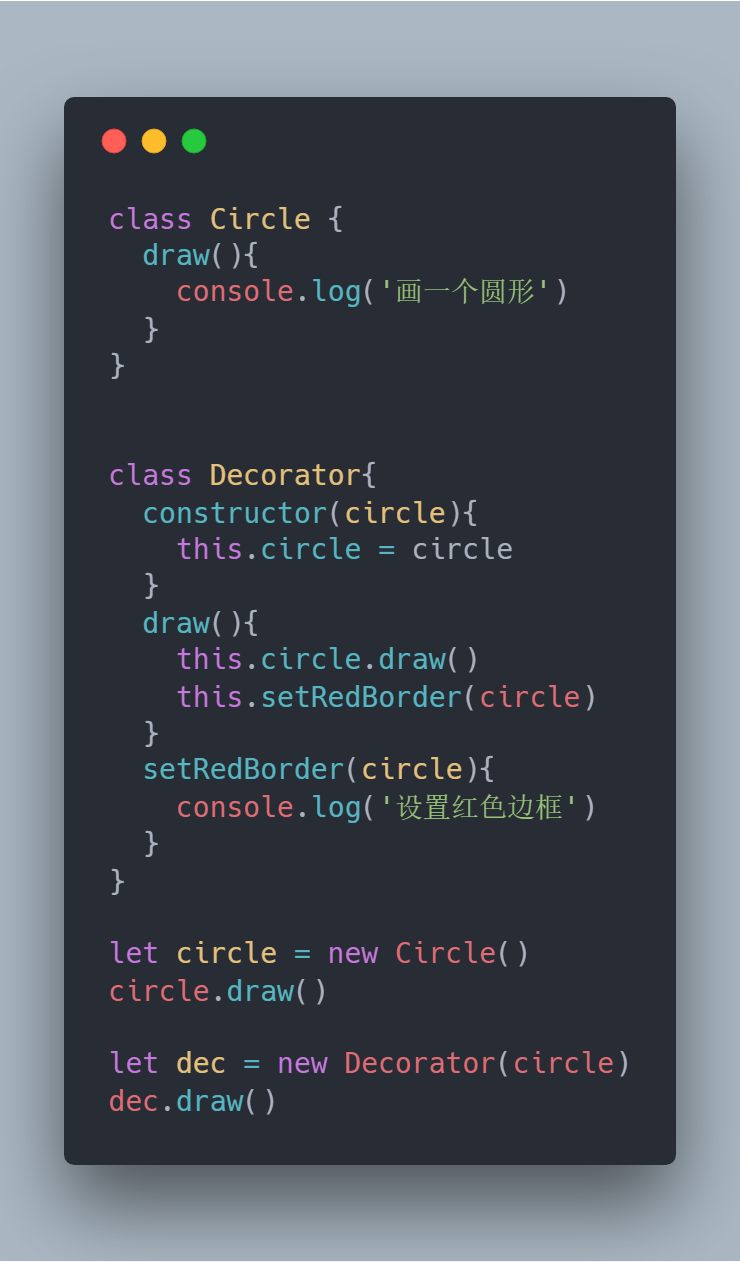 class Circle {
  draw(){
    console.log('画一个圆形')
  }
}
class Decorator{
  constructor(circle){
    this.circle = circle
  }
  draw(){
    this.circle.draw()
    this.setRedBorder(circle)
  }
  setRedBorder(circle){
    console.log('设置红色边框')
  }
}
let circle = new Circle()
circle.draw()
let dec = new Decorator(circle)
dec.draw()